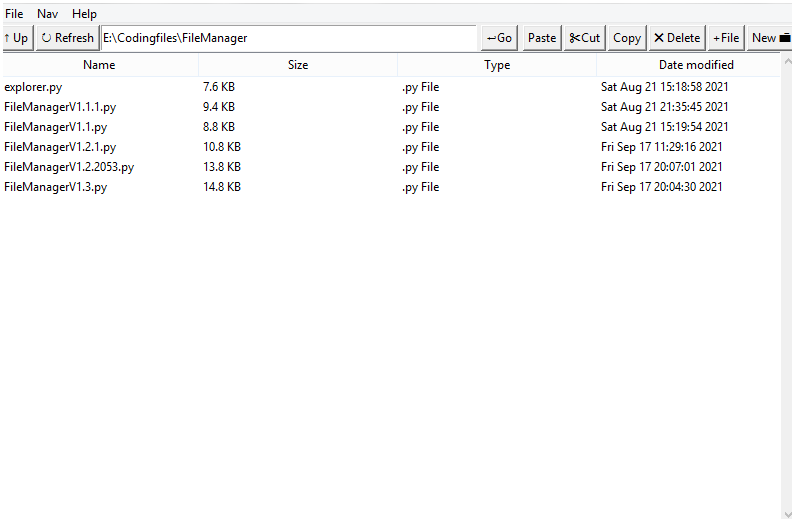 File Nav Help
↑ Up ↻ Refresh E:\Codingfiles\FileManager ↩Go Paste ✂Cut Copy ✕ Delete +File New
Name Size Type Date modified
explorer.py 7.6 KB .py File Sat Aug 21 15:18:58 2021
FileManagerV1.1.1.py 9.4 KB .py File Sat Aug 21 21:35:45 2021
FileManagerV1.1.py 8.8 KB .py File Sat Aug 21 15:19:54 2021
FileManagerV1.2.1.py 10.8 KB .py File Fri Sep 17 11:29:16 2021
FileManagerV1.2.2053.py 13.8 KB .py File Fri Sep 17 20:07:01 2021
FileManagerV1.3.py 14.8 KB .py File Fri Sep 17 20:04:30 2021